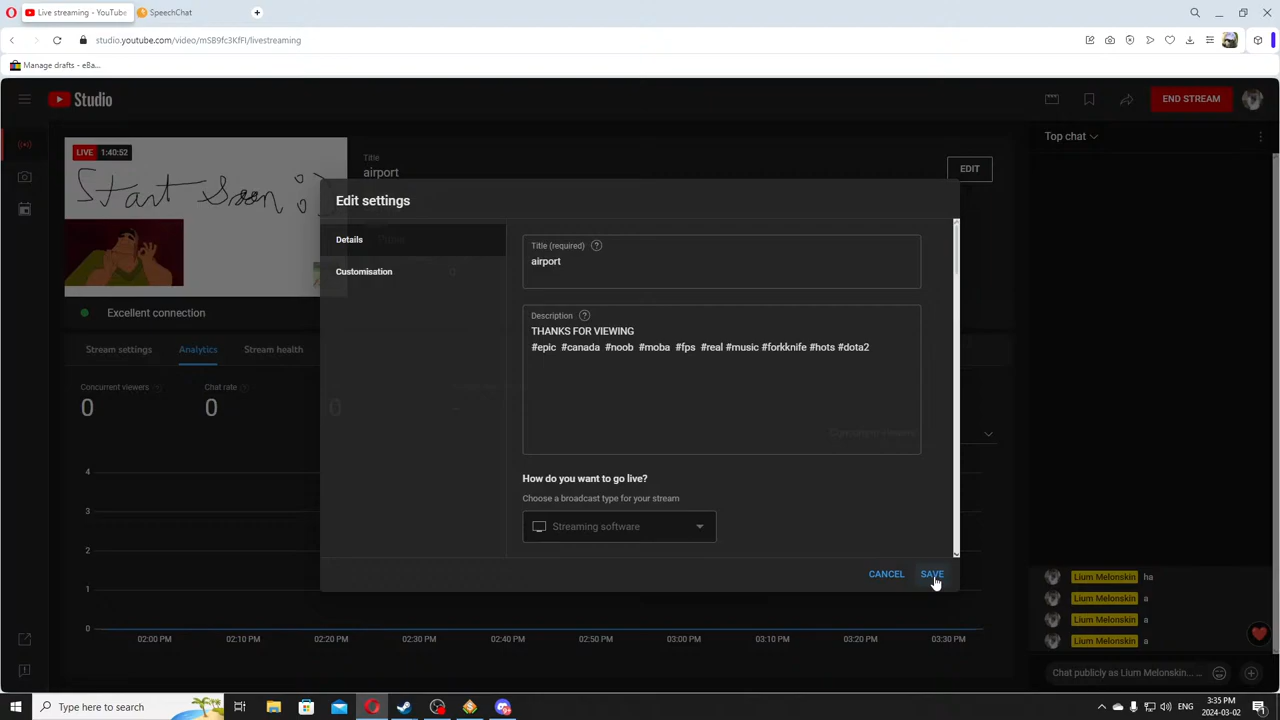 Live streaming - YouTube
SpeechChat
studio.youtube.com/video/mSB9fc3KfFI/livestreaming
Manage drafts - eBa...
Studio
END STREAM
LIVE 1:40:52
Start Soon :)
Title
airport
EDIT
Top chat
Edit settings
Details
Customisation
Title (required)
airport
Description
THANKS FOR VIEWING
#epic #canada #noob #moba #fps #real #music #forkknife #hots #dota2
How do you want to go live?
Choose a broadcast type for your stream
Streaming software
CANCEL
SAVE
Excellent connection
Stream settings
Analytics
Stream health
Concurrent viewers
0
Chat rate
0
0
Concurrent viewers
4
3
2
1
0
02:00 PM 02:10 PM 02:20 PM 02:30 PM 02:40 PM 02:50 PM 03:00 PM 03:10 PM 03:20 PM 03:30 PM
Lium Melonskin ha
Lium Melonskin a
Lium Melonskin a
Lium Melonskin a
Chat publicly as Lium Melonskin... ...
Type here to search
ENG
3:35 PM
2024-03-02